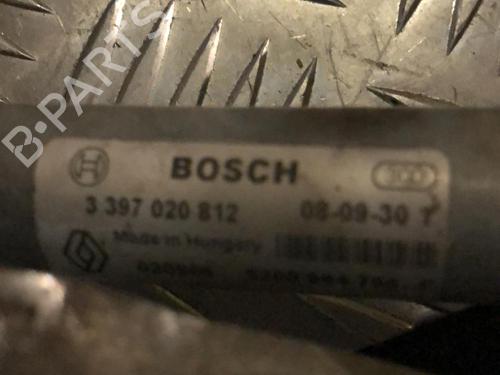 B-PARTS
BOSCH
3 397 020 812 08-09-30 T
Made in Hungary